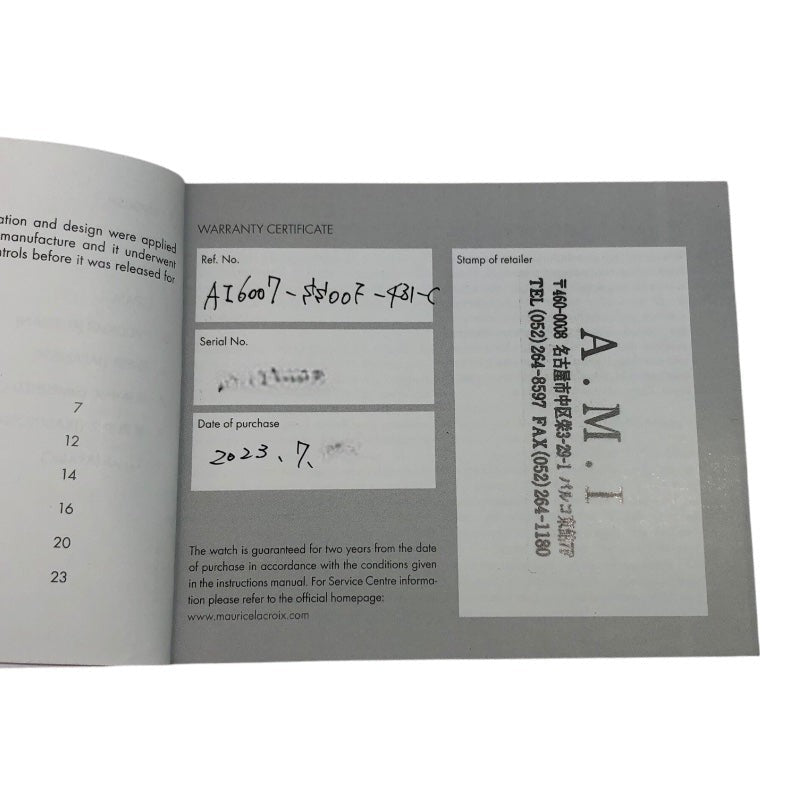 ation and design were applied
manufacture and it underwent
trols before it was released for
7
12
14
16
20
23
WARRANTY CERTIFICATE
Ref. No.
AI6007-SS00F-431-C
Serial No.
Date of purchase
2023、7、
The watch is guaranteed for two years from the date
of purchase in accordance with the conditions given
in the instructions manual. For Service Centre informa-
tion please refer to the official homepage:
www.mauricelacroix.com
Stamp of retailer
A.M.I
〒460-0038 名古屋市中区栄3-29-1 パルコ東館7F
TEL(052)264-8597 FAX(052)264-1180